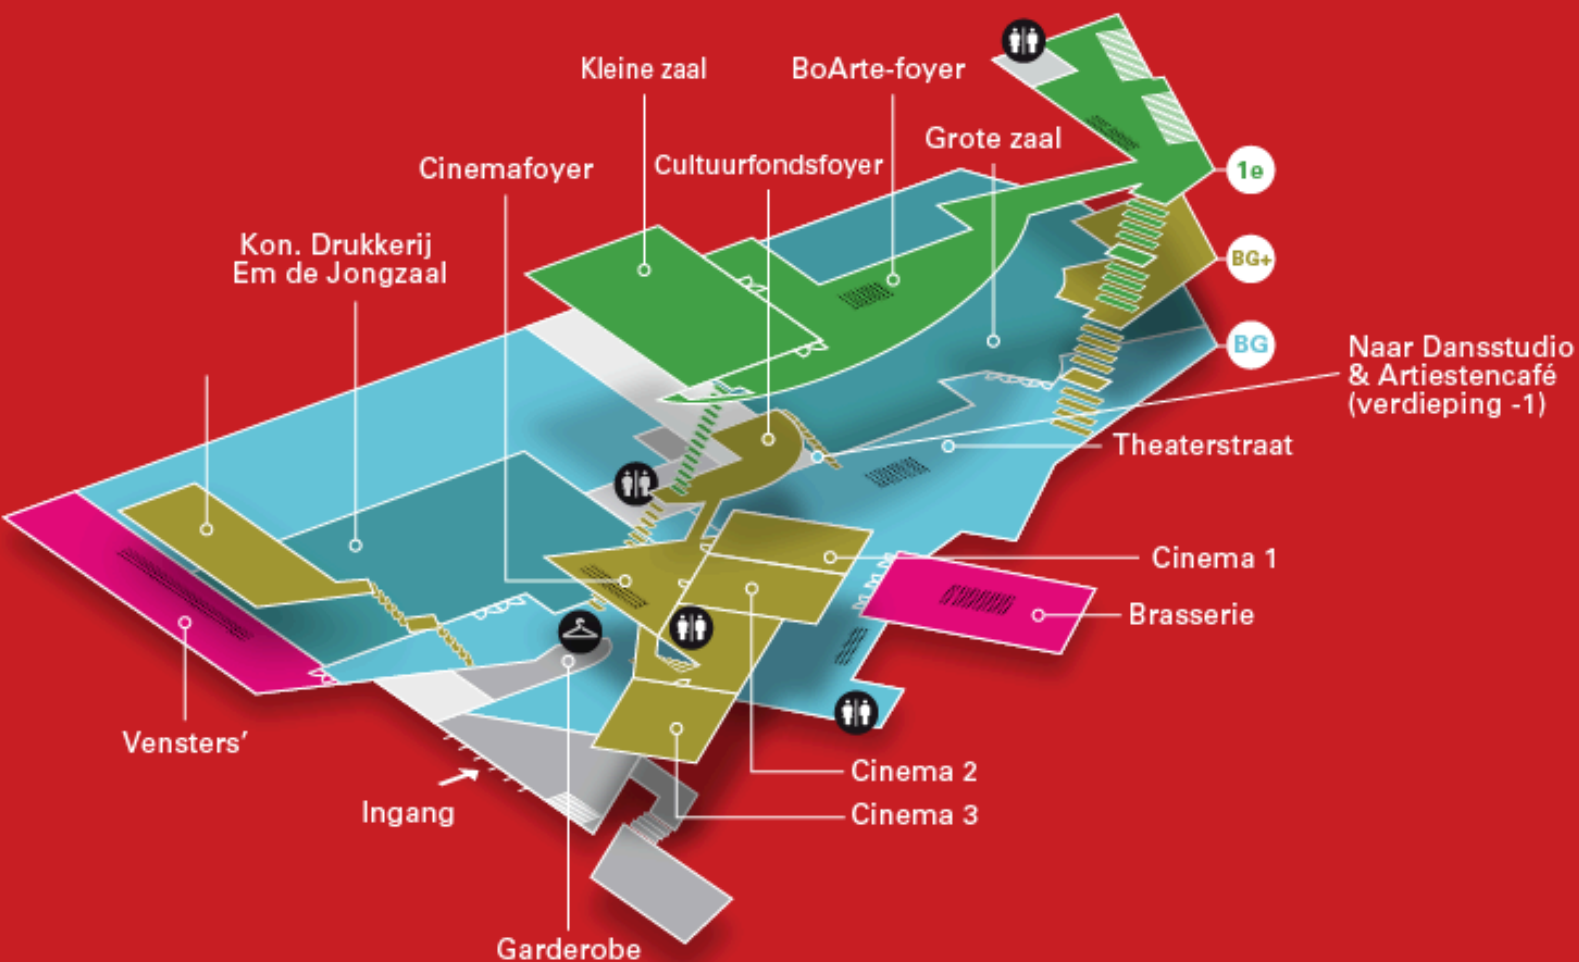 Kleine zaal
BoArte-foyer
Grote zaal
Cinemafoyer
Cultuurfondsfoyer
1e
Kon. Drukkerij
Em de Jongzaal
BG+
BG
Naar Dansstudio
& Artiestencafé
(verdieping -1)
Theaterstraat
Cinema 1
Brasserie
Vensters’
Cinema 2
Ingang
Cinema 3
Garderobe